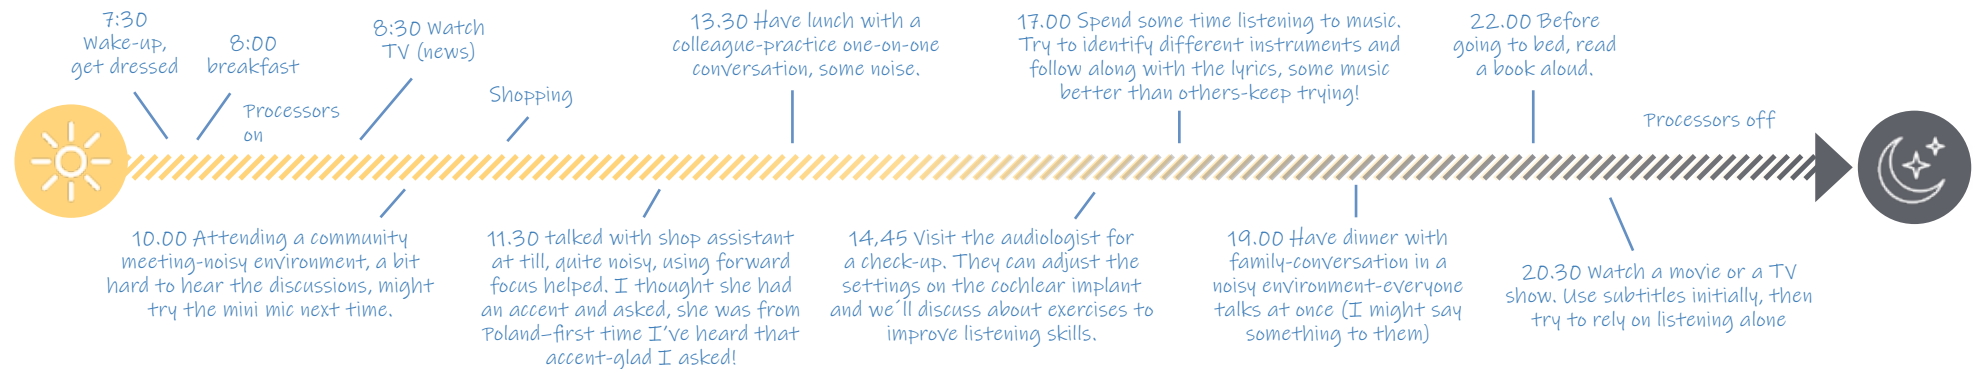 7:30
Wake-up,
get dressed
8:00
breakfast
Processors
on
8:30 Watch
TV (news)
10.00 Attending a community
meeting-noisy environment, a bit
hard to hear the discussions, might
try the mini mic next time.
Shopping
11.30 talked with shop assistant
at till, quite noisy, using forward
focus helped. I thought she had
an accent and asked, she was from
Poland–first time I've heard that
accent-glad I asked!
13.30 Have lunch with a
colleague-practice one-on-one
conversation, some noise.
14,45 Visit the audiologist for
a check-up. They can adjust the
settings on the cochlear implant
and we´ll discuss about exercises to
improve listening skills.
17.00 Spend some time listening to music.
Try to identify different instruments and
follow along with the lyrics, some music
better than others-keep trying!
19.00 Have dinner with
family-conversation in a
noisy environment-everyone
talks at once (I might say
something to them)
22.00 Before
going to bed, read
a book aloud.
20.30 Watch a movie or a TV
show. Use subtitles initially, then
try to rely on listening alone
Processors off